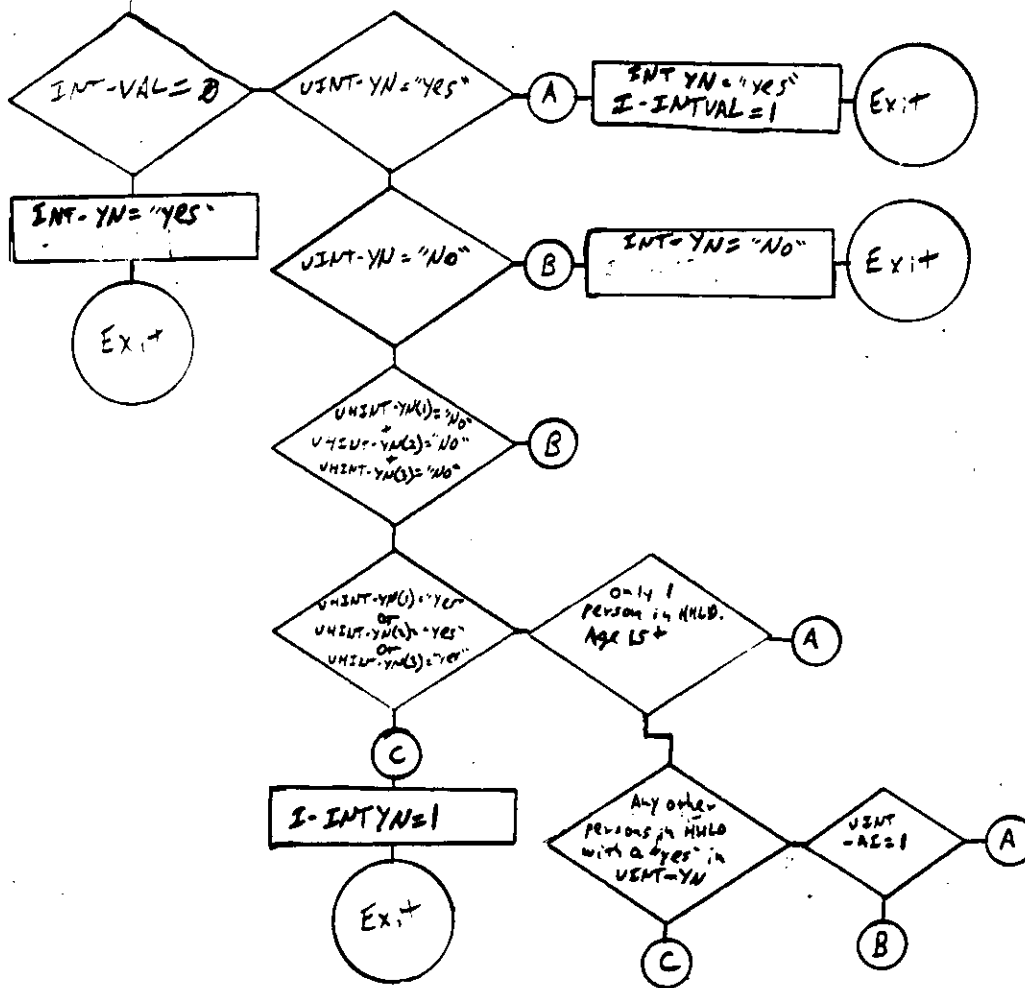 INT-VAL=0
UINT-YN="Yes"
A
INT YN="Yes"
I-INTVAL=1
Exit
INT-YN="Yes"
Exit
UINT-YN="No"
B
INT-YN="No"
Exit
UHINT-YN(1)="No"
+
UHINT-YN(2)="No"
+
UHINT-YN(3)="No"
B
UHINT-YN(1)="Yes"
or
UHINT-YN(2)="Yes"
or
UHINT-YN(3)="Yes"
only 1
person in HHLD.
Age 15+
A
C
I-INTYN=1
Exit
Any other
persons in HHLD
with a "yes" in
UINT-YN
C
UINT
-AI=1
A
B